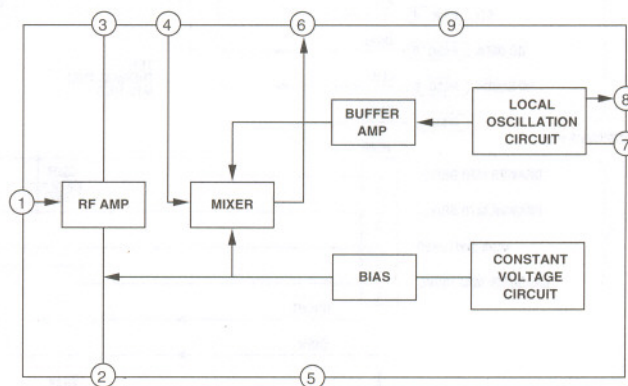 3 4 6 9
8
BUFFER
AMP
LOCAL
OSCILLATION
CIRCUIT
7
1
RF AMP
MIXER
BIAS
CONSTANT
VOLTAGE
CIRCUIT
2 5